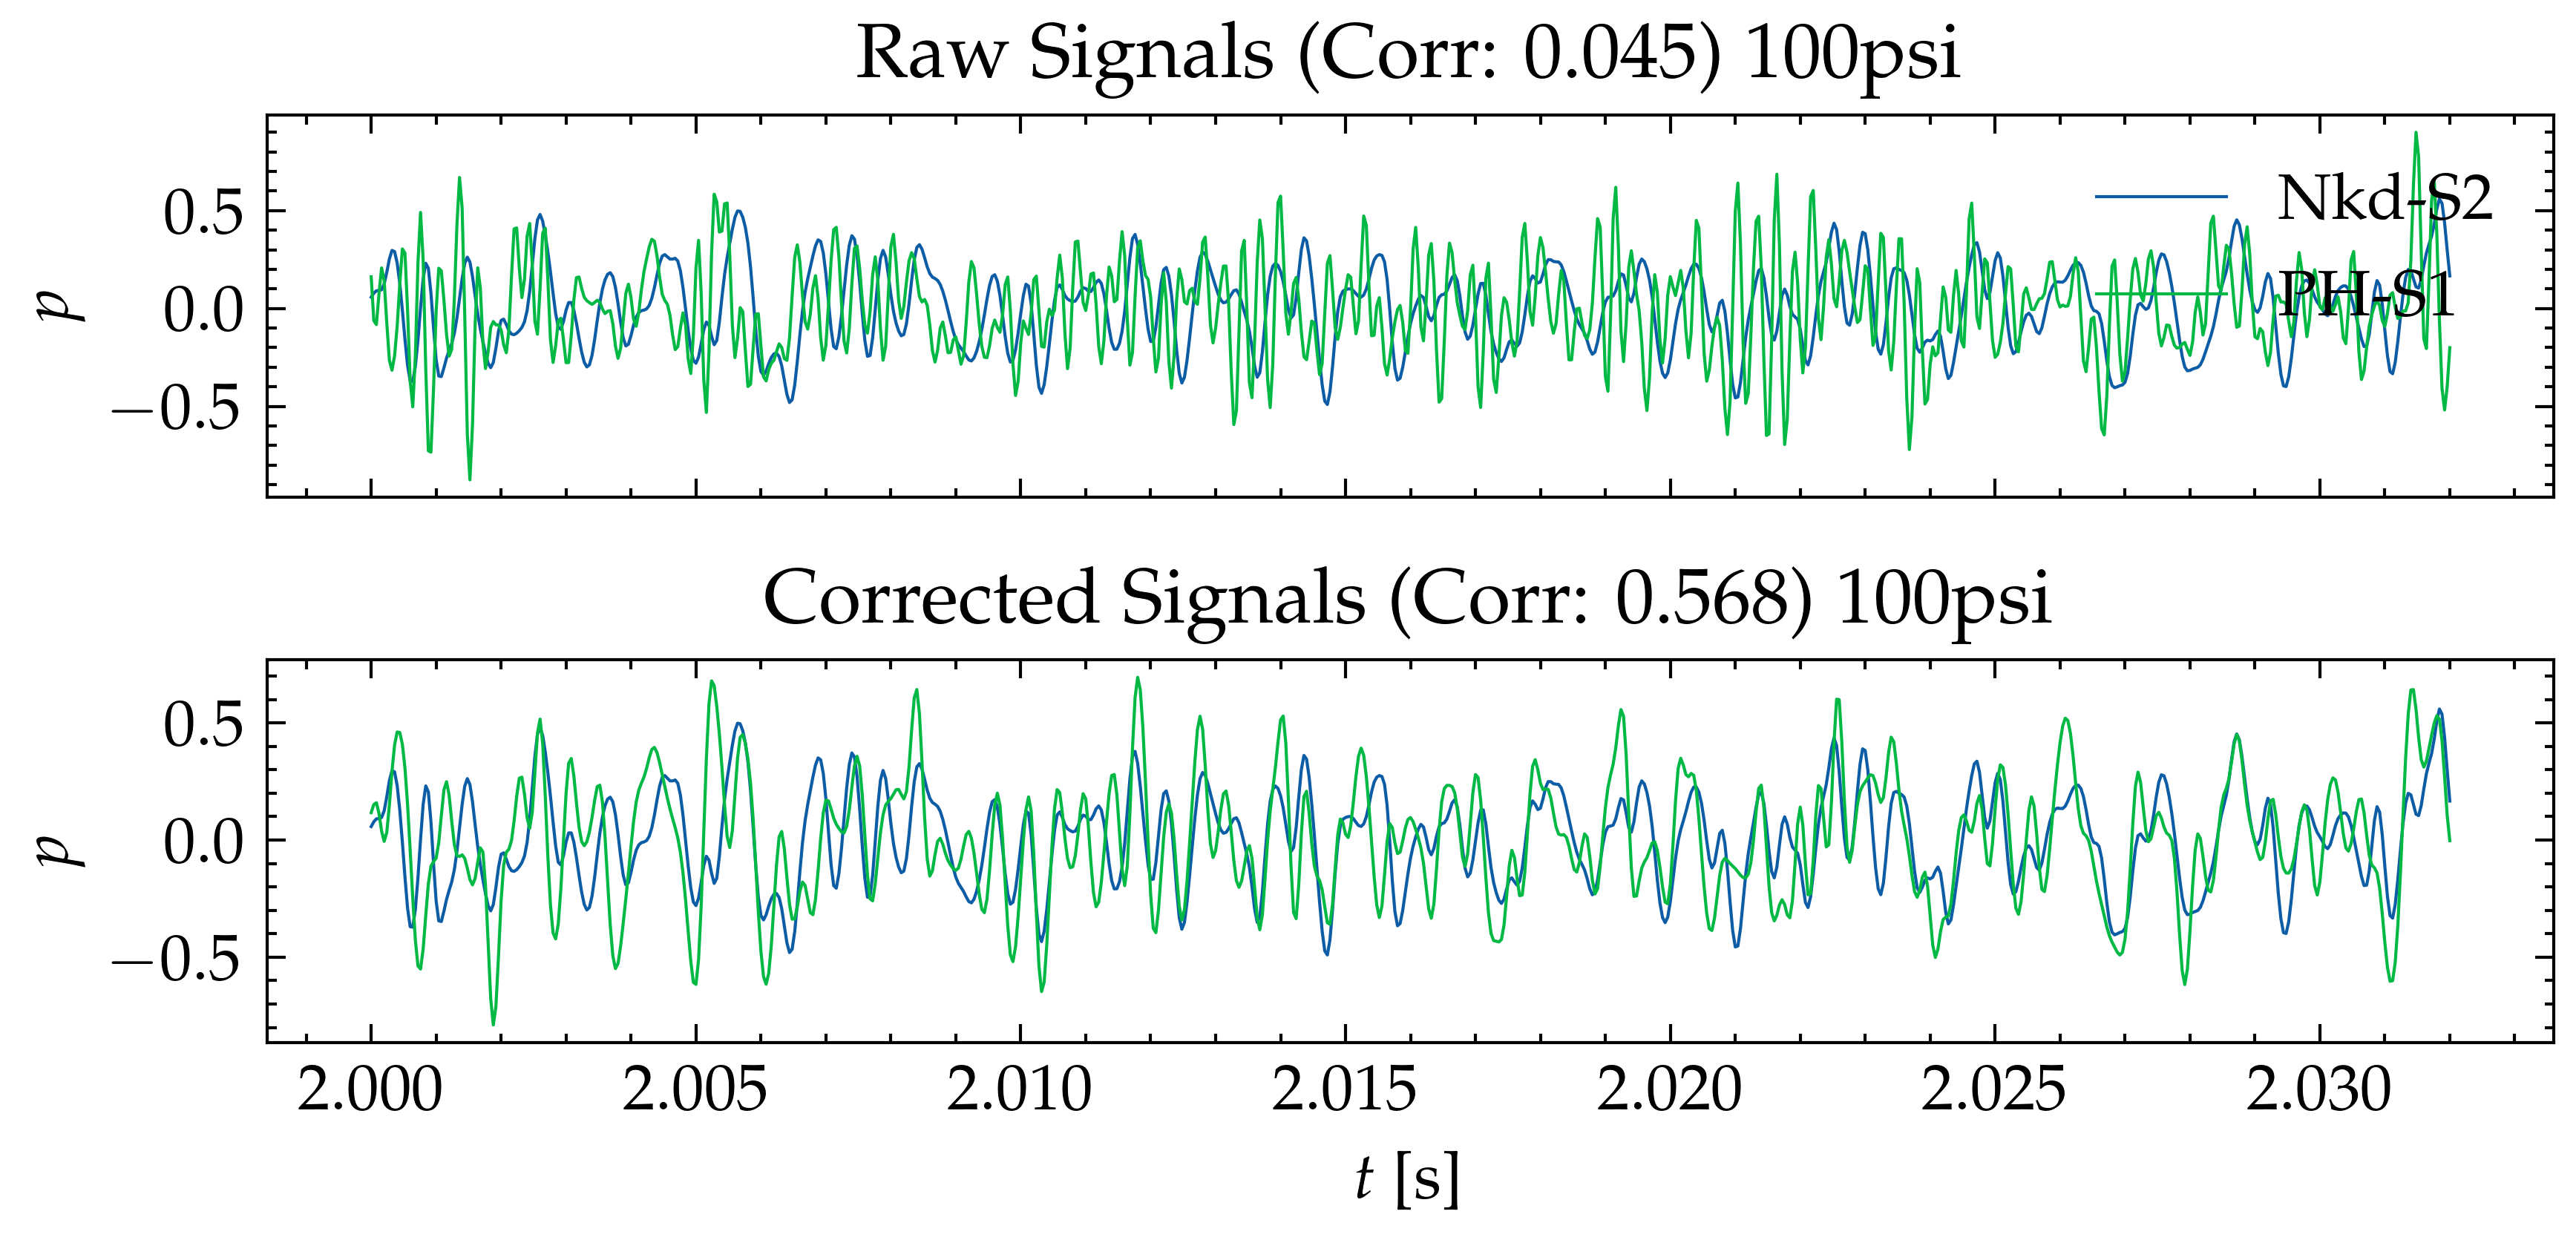 Raw Signals (Corr: 0.045) 100psi
p
0.5
0.0
−0.5
Nkd-S2
PH-S1
Corrected Signals (Corr: 0.568) 100psi
p
0.5
0.0
−0.5
2.000 2.005 2.010 2.015 2.020 2.025 2.030
t [s]